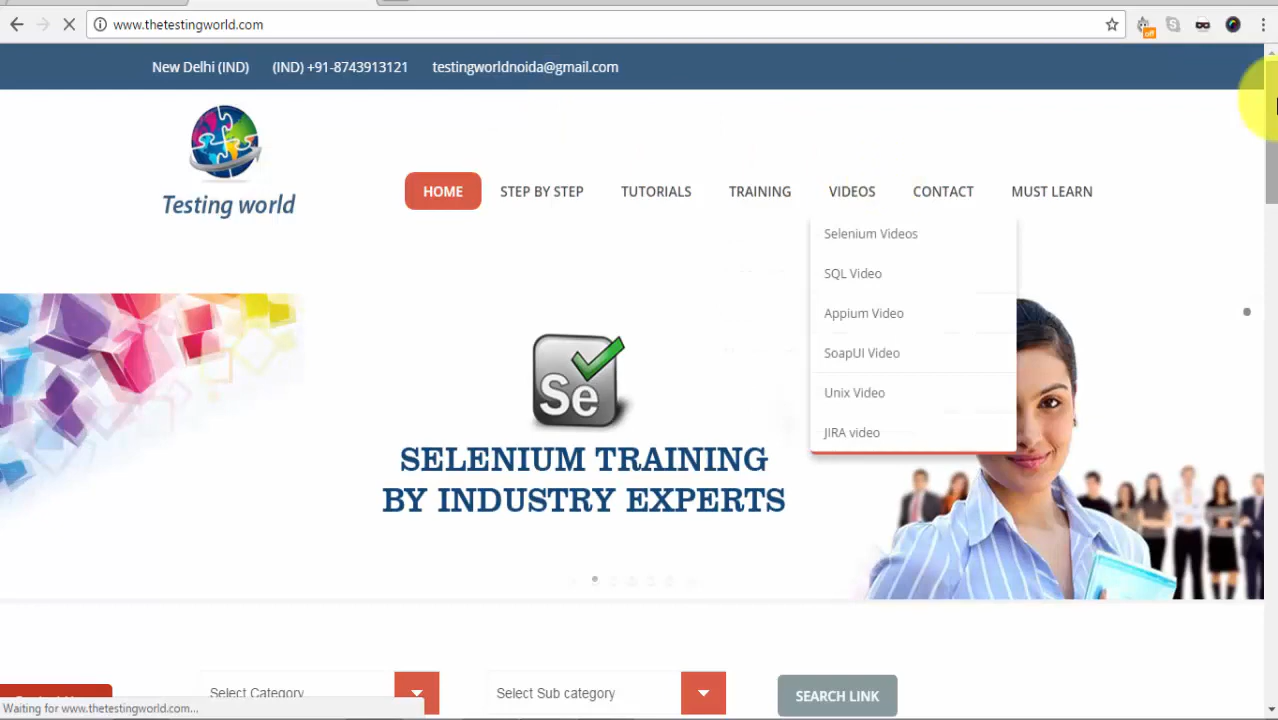 www.thetestingworld.com
off
New Delhi (IND) (IND) +91-8743913121 testingworldnoida@gmail.com
Testing world
HOME STEP BY STEP TUTORIALS TRAINING VIDEOS CONTACT MUST LEARN
Selenium Videos
SQL Video
Appium Video
SoapUI Video
Unix Video
JIRA video
Se
SELENIUM TRAINING
BY INDUSTRY EXPERTS
Select Category Select Sub category SEARCH LINK
Waiting for www.thetestingworld.com...